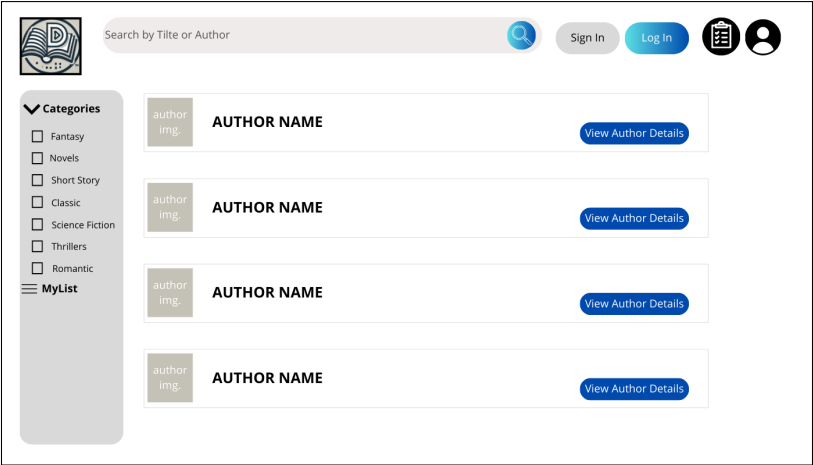 D
Search by Tilte or Author
Sign In
Log In
Categories
Fantasy
Novels
Short Story
Classic
Science Fiction
Thrillers
Romantic
MyList
author
img.
AUTHOR NAME
View Author Details
author
img.
AUTHOR NAME
View Author Details
author
img.
AUTHOR NAME
View Author Details
author
img.
AUTHOR NAME
View Author Details